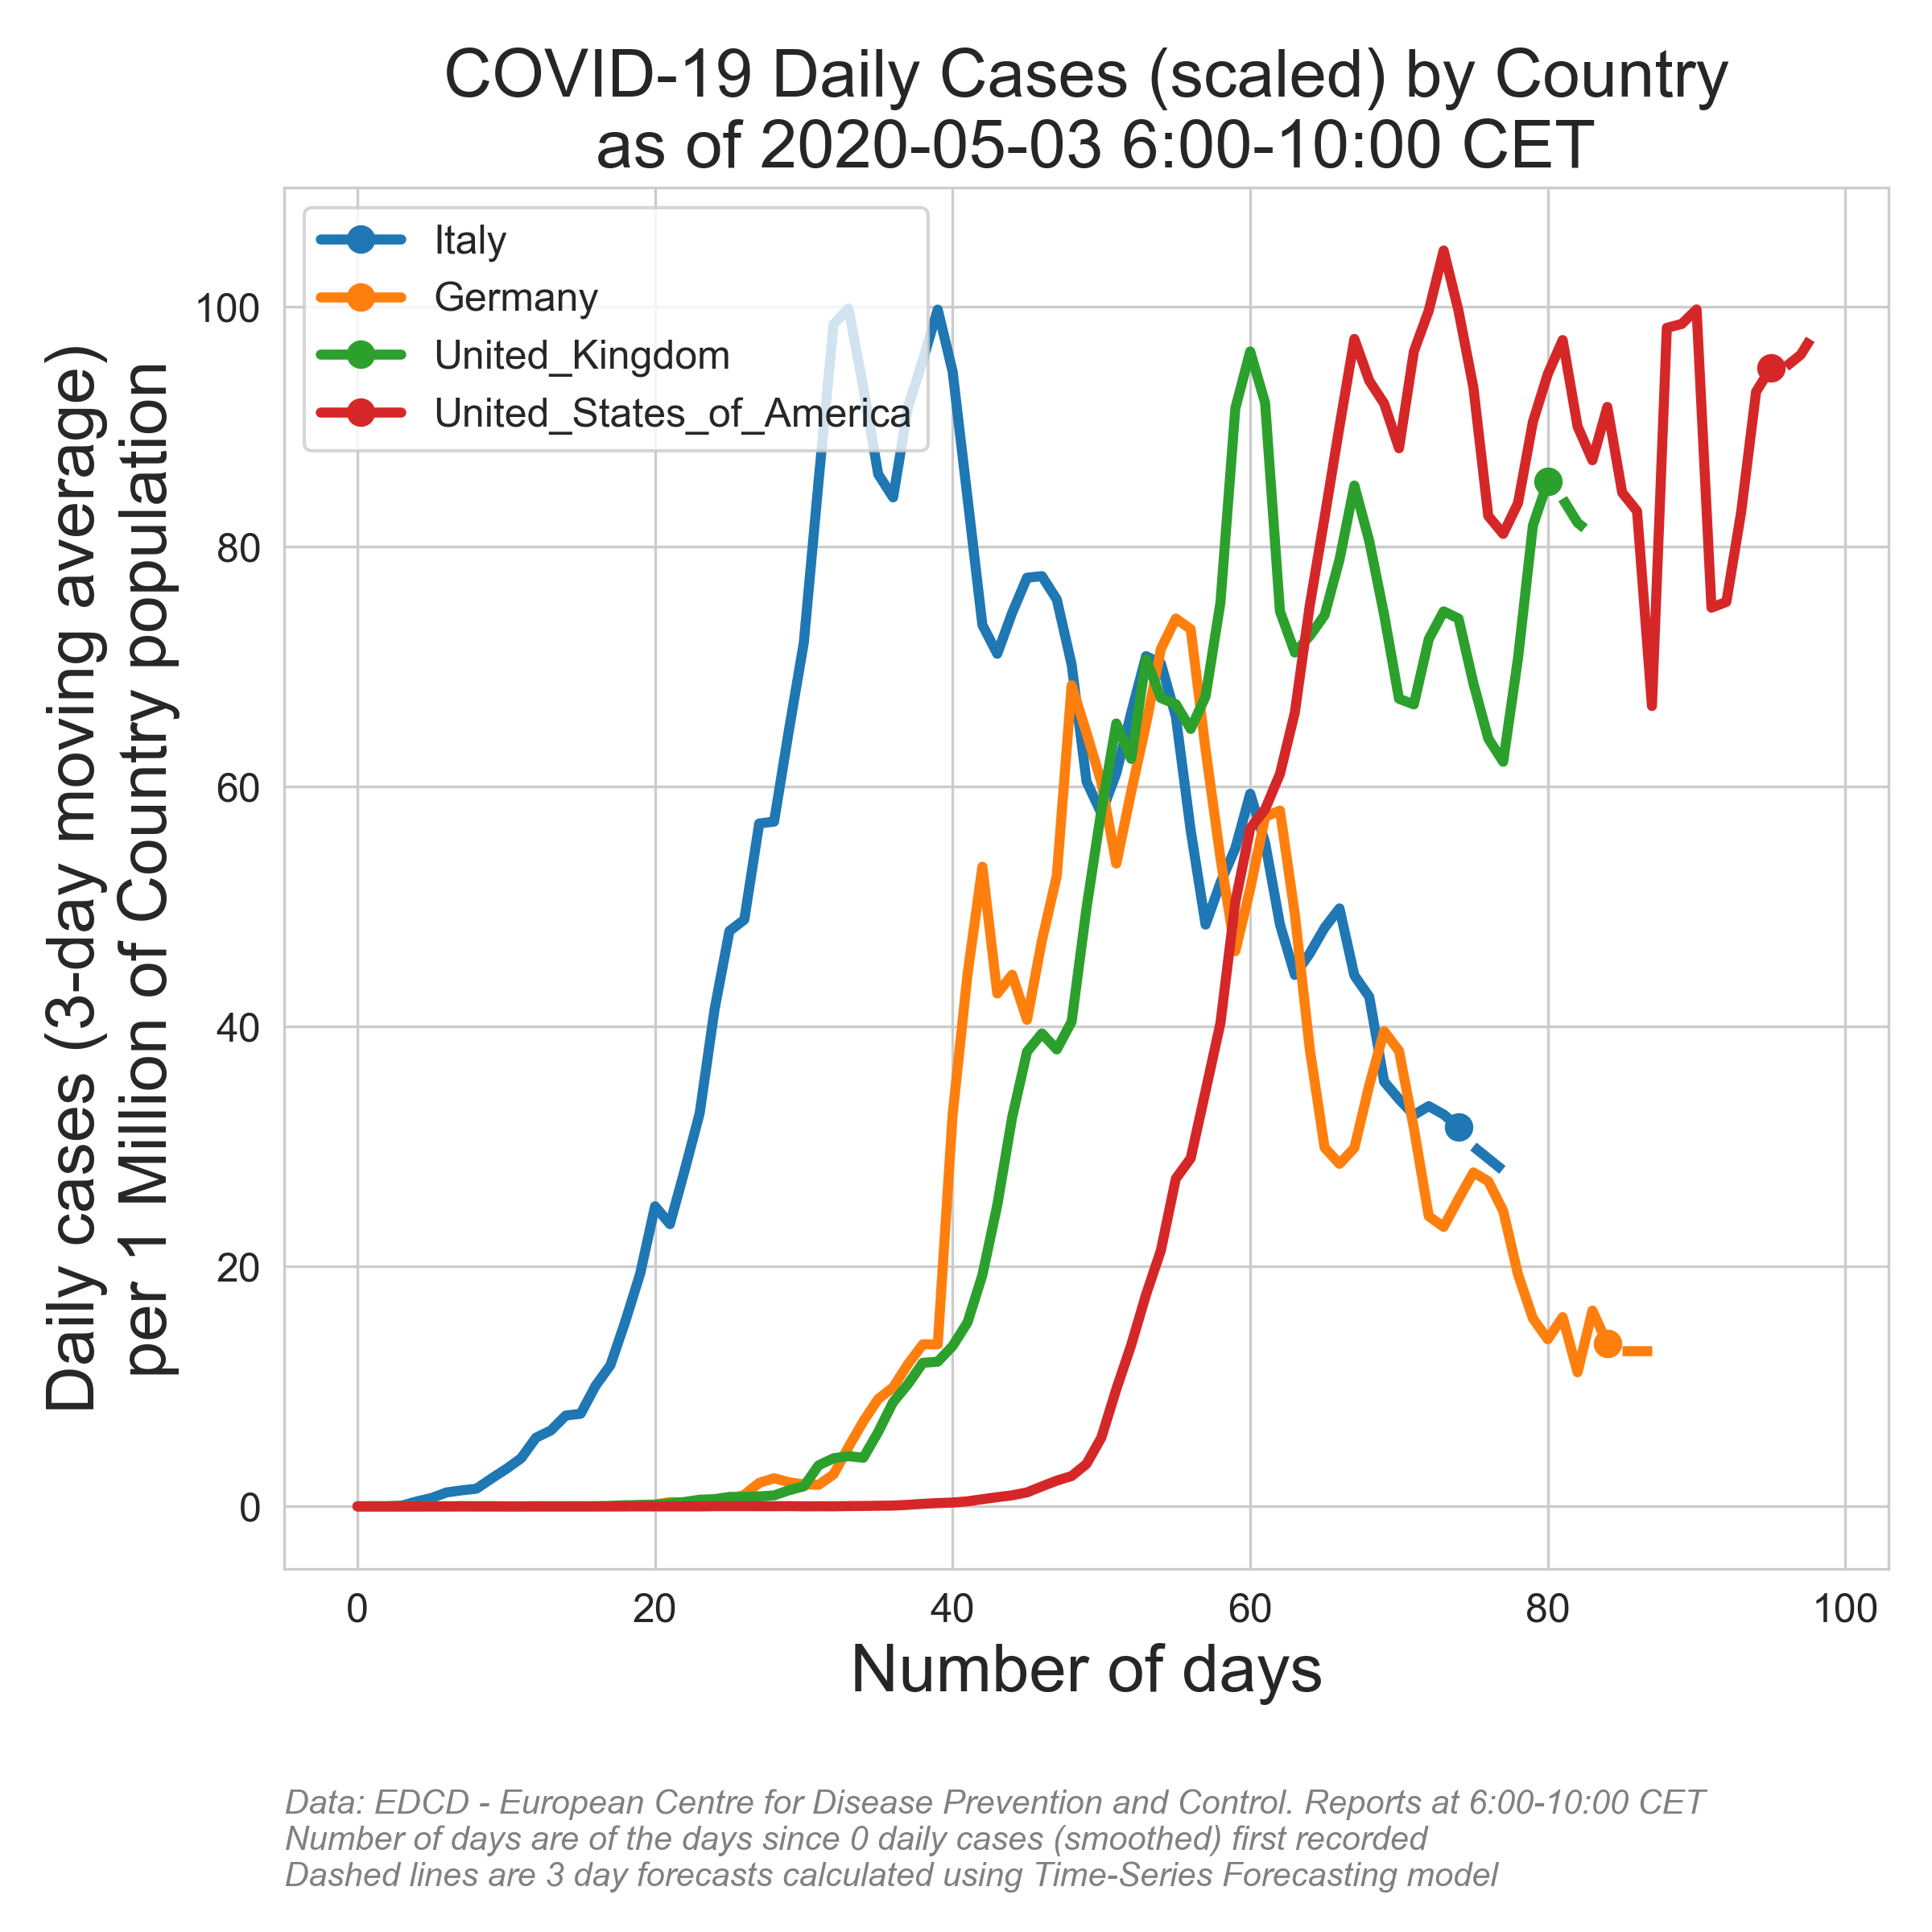 COVID-19 Daily Cases (scaled) by Country
as of 2020-05-03 6:00-10:00 CET
Daily cases (3-day moving average)
per 1 Million of Country population
Italy
Germany
United_Kingdom
United_States_of_America
100
80
60
40
20
0
0 20 40 60 80 100
Number of days
Data: EDCD - European Centre for Disease Prevention and Control. Reports at 6:00-10:00 CET
Number of days are of the days since 0 daily cases (smoothed) first recorded
Dashed lines are 3 day forecasts calculated using Time-Series Forecasting model